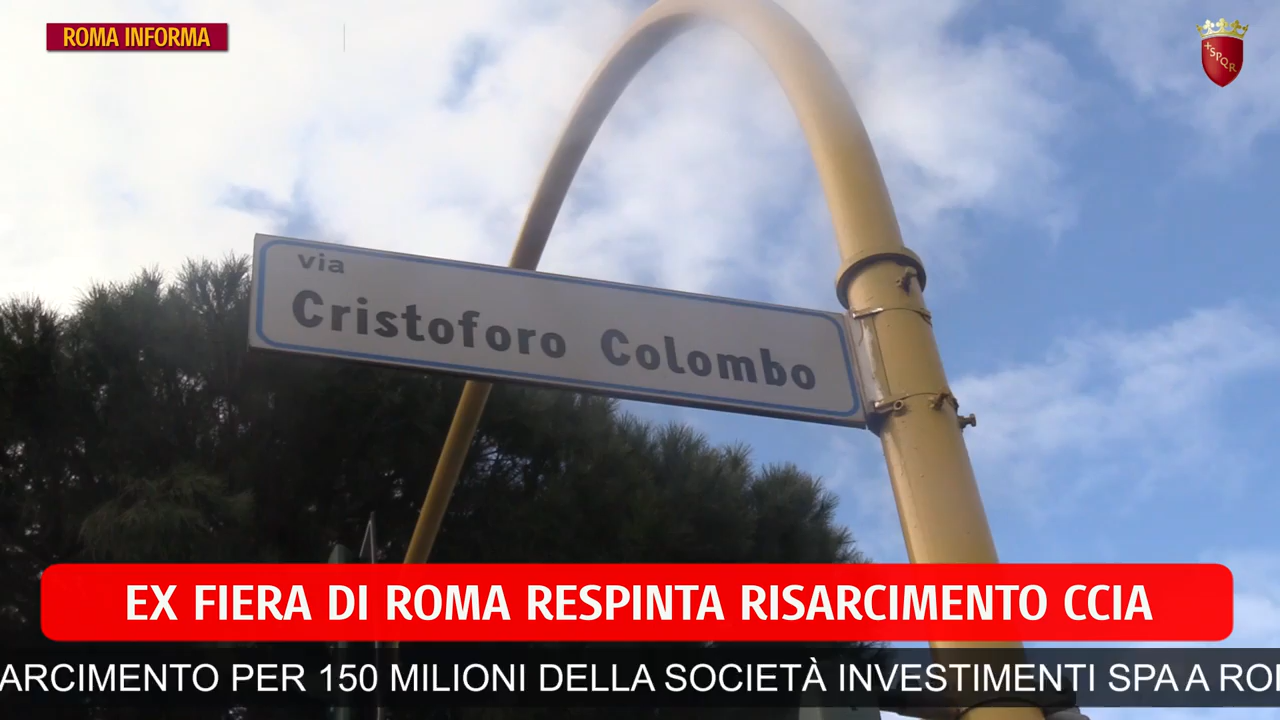 ROMA INFORMA
SPQR
via
Cristoforo Colombo
EX FIERA DI ROMA RESPINTA RISARCIMENTO CCIA
ARCIMENTO PER 150 MILIONI DELLA SOCIETÀ INVESTIMENTI SPA A RO